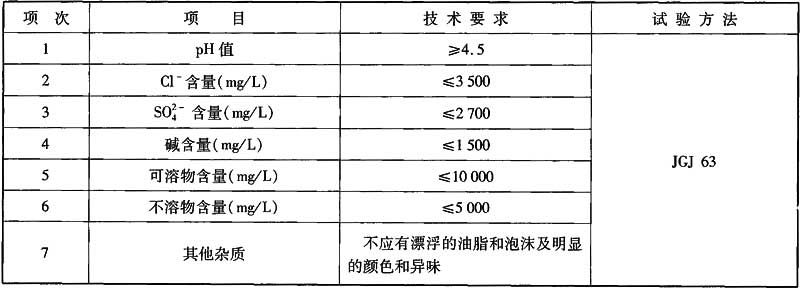 项 次 项 目 技 术 要 求 试 验 方 法
1 pH 值 ≥4.5 JGJ 63
2 Cl⁻含量(mg/L) ≤3 500
3 SO₄²⁻ 含量(mg/L) ≤2 700
4 碱含量(mg/L) ≤1 500
5 可溶物含量(mg/L) ≤10 000
6 不溶物含量(mg/L) ≤5 000
7 其他杂质 不应有漂浮的油脂和泡沫及明显
的颜色和异味